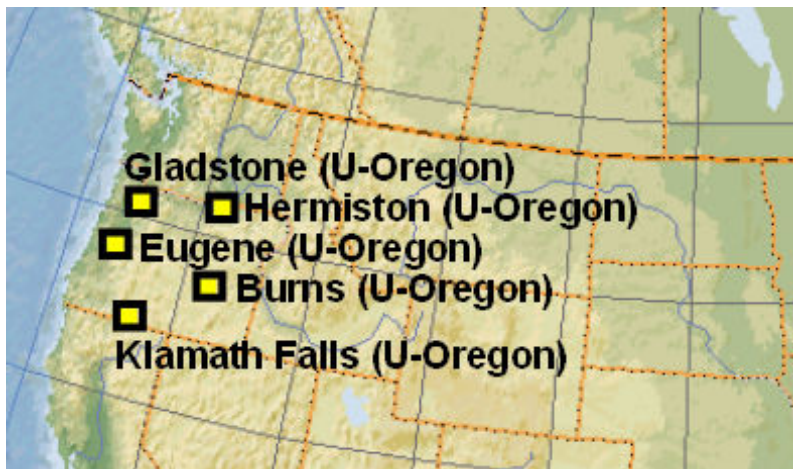 Gladstone (U-Oregon)
Hermiston (U-Oregon)
Eugene (U-Oregon)
Burns (U-Oregon)
Klamath Falls (U-Oregon)